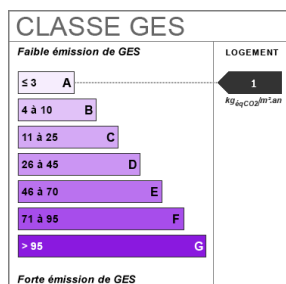 CLASSE GES
Faible émission de GES
LOGEMENT
≤ 3 A
1
kgéqCO2/m².an
4 à 10 B
11 à 25 C
26 à 45 D
46 à 70 E
71 à 95 F
> 95 G
Forte émission de GES